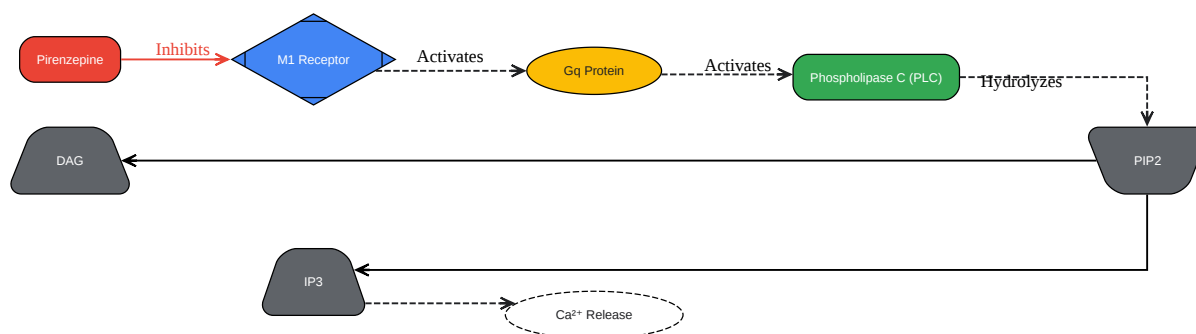 Pirenzepine
Inhibits
M1 Receptor
Activates
Gq Protein
Activates
Phospholipase C (PLC)
Hydrolyzes
DAG
PIP2
IP3
Ca²⁺ Release